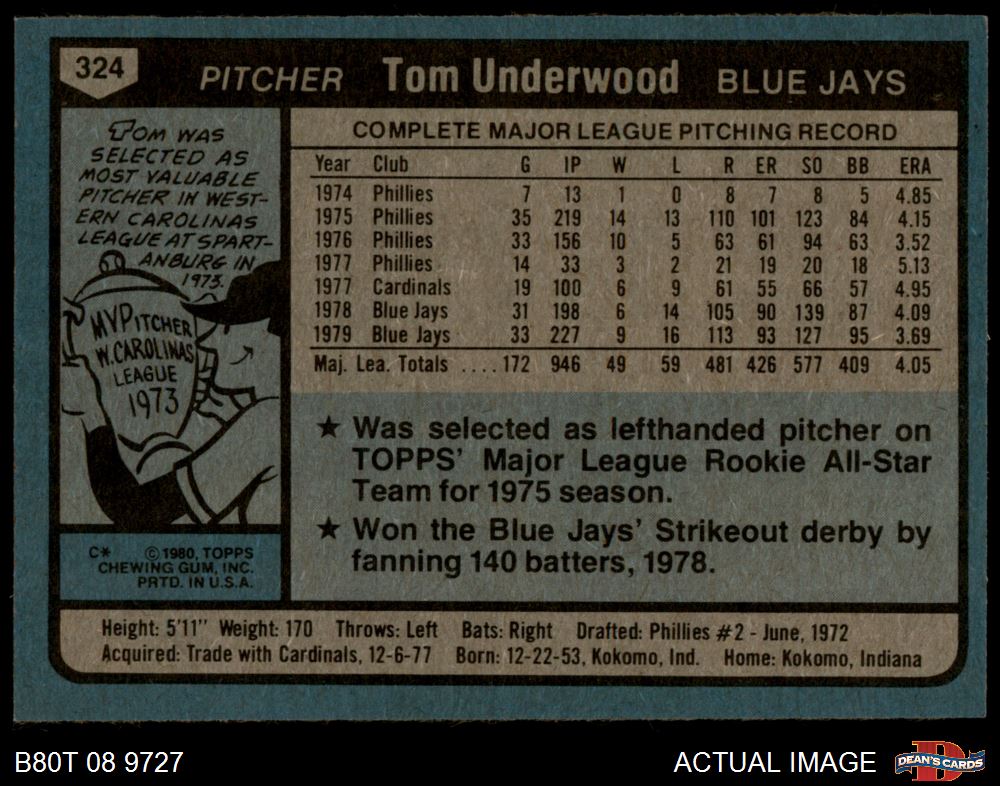 324
PITCHER Tom Underwood BLUE JAYS
TOM WAS
SELECTED AS
MOST VALUABLE
PITCHER IN WEST-
ERN CAROLINAS
LEAGUE AT SPART-
ANBURG IN
1973.
MVPITCHER
W. CAROLINAS
LEAGUE
1973
C* © 1980, TOPPS
CHEWING GUM, INC.
PRTD. IN U.S.A.
COMPLETE MAJOR LEAGUE PITCHING RECORD
Year Club G IP W L R ER SO BB ERA
1974 Phillies 7 13 1 0 8 7 8 5 4.85
1975 Phillies 35 219 14 13 110 101 123 84 4.15
1976 Phillies 33 156 10 5 63 61 94 63 3.52
1977 Phillies 14 33 3 2 21 19 20 18 5.13
1977 Cardinals 19 100 6 9 61 55 66 57 4.95
1978 Blue Jays 31 198 6 14 105 90 139 87 4.09
1979 Blue Jays 33 227 9 16 113 93 127 95 3.69
Maj. Lea. Totals ....172 946 49 59 481 426 577 409 4.05
★ Was selected as lefthanded pitcher on
TOPPS' Major League Rookie All-Star
Team for 1975 season.
★ Won the Blue Jays' Strikeout derby by
fanning 140 batters, 1978.
Height: 5'11" Weight: 170 Throws: Left Bats: Right Drafted: Phillies #2 - June, 1972
Acquired: Trade with Cardinals, 12-6-77 Born: 12-22-53, Kokomo, Ind. Home: Kokomo, Indiana
B80T 08 9727
ACTUAL IMAGE
D
DEAN'S CARDS